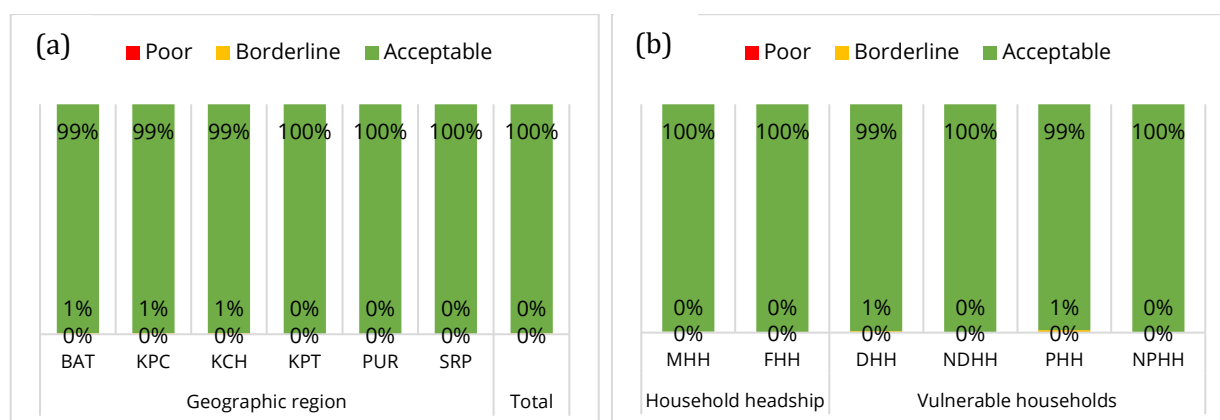 (a)
Poor Borderline Acceptable
99% 99% 99% 100% 100% 100% 100%
1% 1% 1% 0% 0% 0% 0%
0% 0% 0% 0% 0% 0% 0%
BAT KPC KCH KPT PUR SRP
Geographic region Total
(b)
Poor Borderline Acceptable
100% 100% 99% 100% 99% 100%
0% 0% 1% 0% 1% 0%
0% 0% 0% 0% 0% 0%
MHH FHH DHH NDHH PHH NPHH
Household headship Vulnerable households